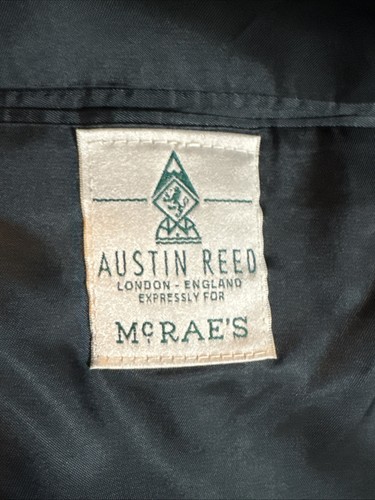 AUSTIN REED
LONDON - ENGLAND
EXPRESSLY FOR
McRAE'S